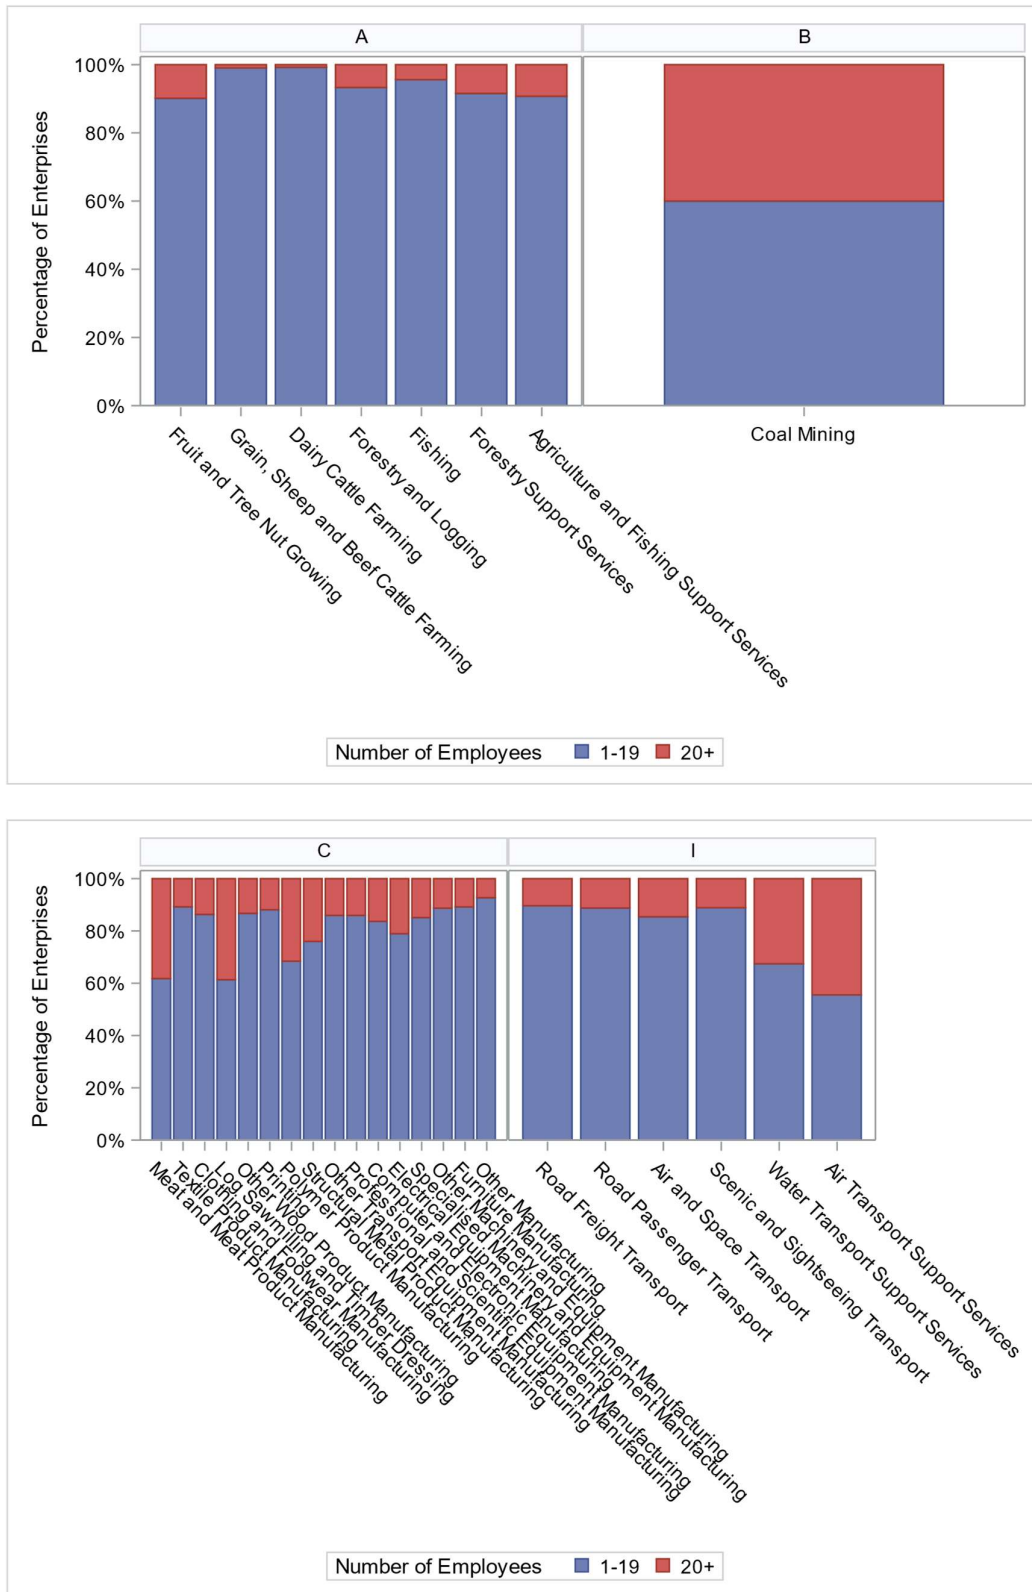 A
B
Percentage of Enterprises
100%
80%
60%
40%
20%
0%
Fruit and Tree Nut Growing
Grain, Sheep and Beef Cattle Farming
Dairy Cattle Farming
Forestry and Logging
Fishing
Forestry Support Services
Agriculture and Fishing Support Services
Coal Mining
Number of Employees 1-19 20+
C
I
Percentage of Enterprises
100%
80%
60%
40%
20%
0%
Meat and Meat Product Manufacturing
Textile Product Manufacturing
Clothing and Footwear Manufacturing
Log Sawmilling and Timber Dressing
Other Wood Product Manufacturing
Printing
Polymer Product Manufacturing
Structural Metal Product Manufacturing
Other Transport Equipment Manufacturing
Professional and Scientific Equipment Manufacturing
Computer and Electronic Equipment Manufacturing
Electrical Equipment Manufacturing
Specialised Machinery and Equipment Manufacturing
Other Machinery and Equipment Manufacturing
Furniture Manufacturing
Other Manufacturing
Road Freight Transport
Road Passenger Transport
Air and Space Transport
Scenic and Sightseeing Transport
Water Transport Support Services
Air Transport Support Services
Number of Employees 1-19 20+